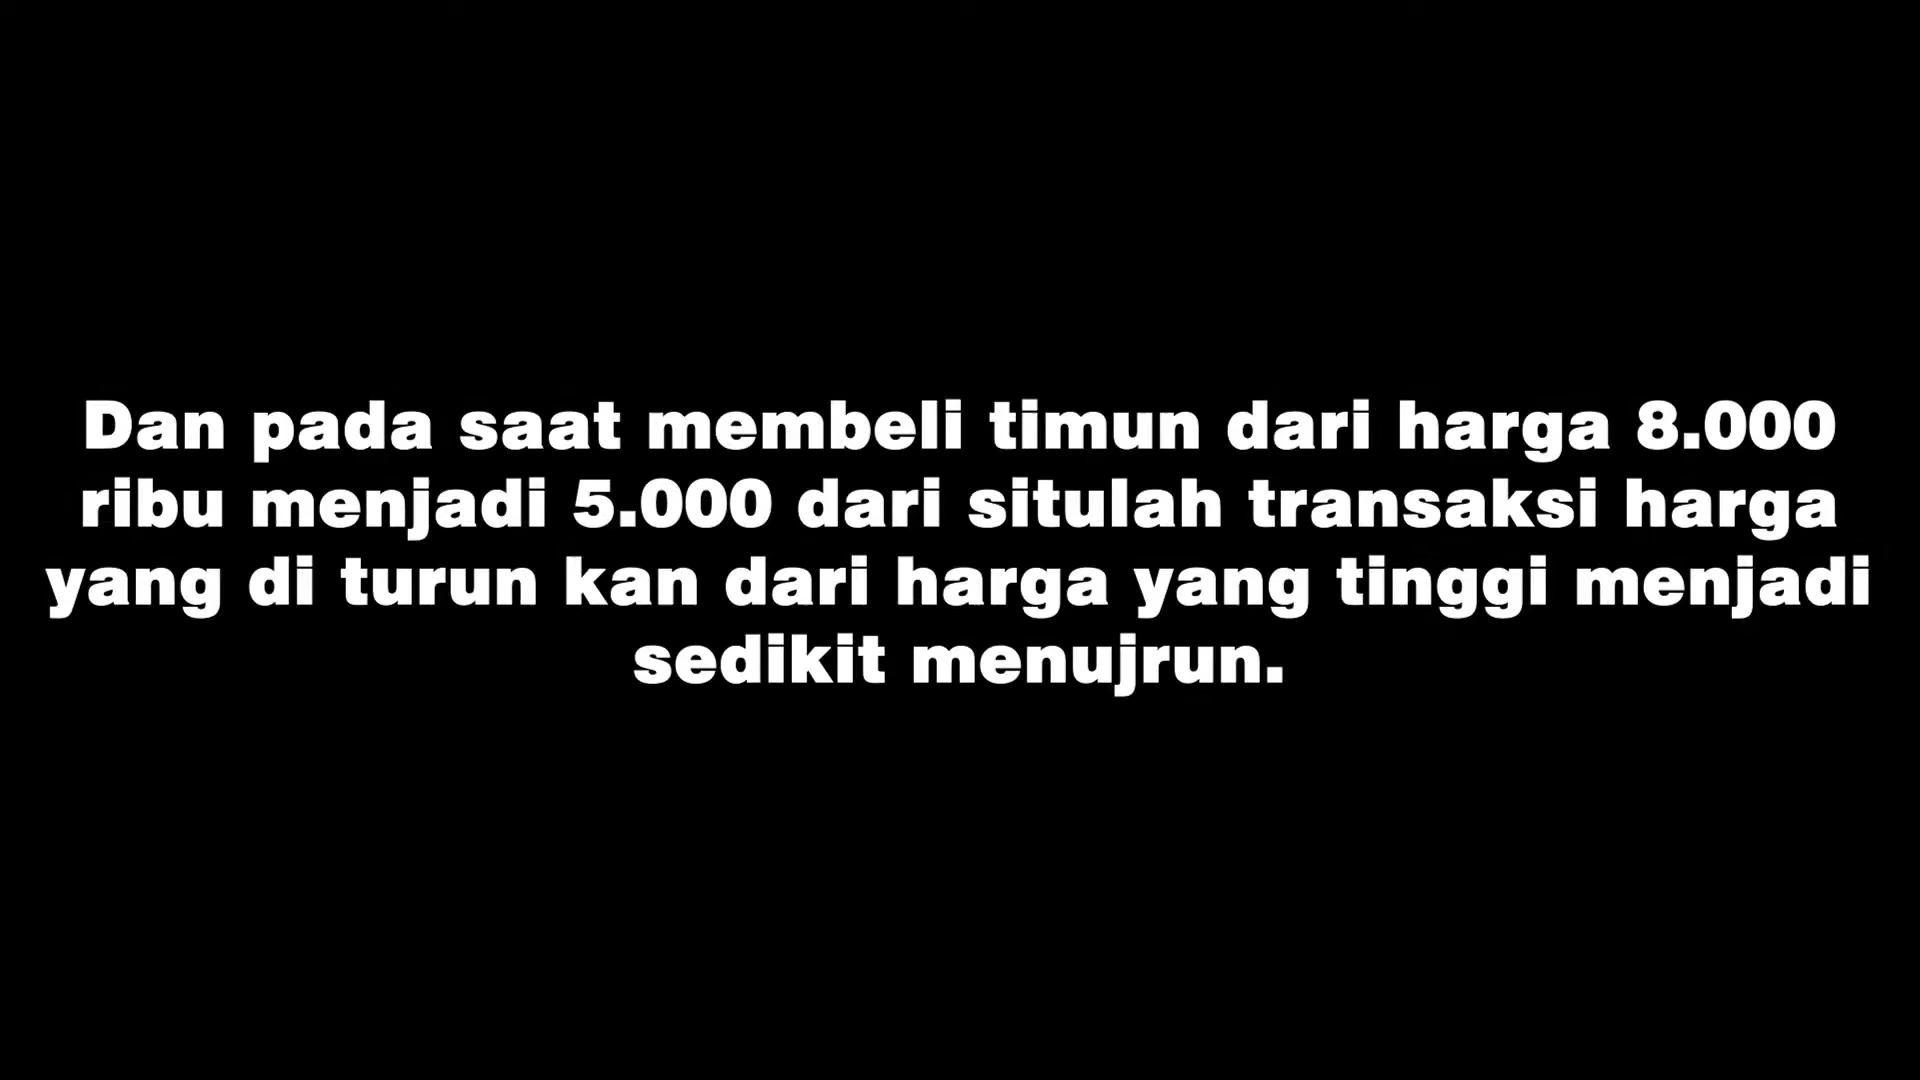 Dan pada saat membeli timun dari harga 8.000
ribu menjadi 5.000 dari situlah transaksi harga
yang di turun kan dari harga yang tinggi menjadi
sedikit menujrun.